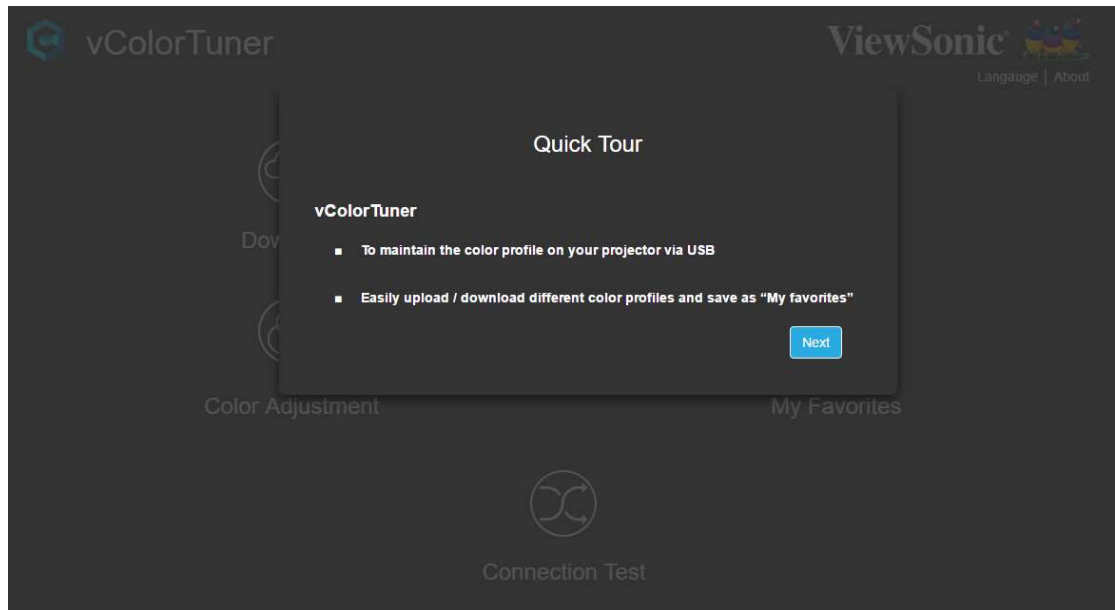 vColorTuner
ViewSonic
Langauge | About
Quick Tour
vColorTuner
▪ To maintain the color profile on your projector via USB
▪ Easily upload / download different color profiles and save as “My favorites”
Next
Color Adjustment
My Favorites
Connection Test